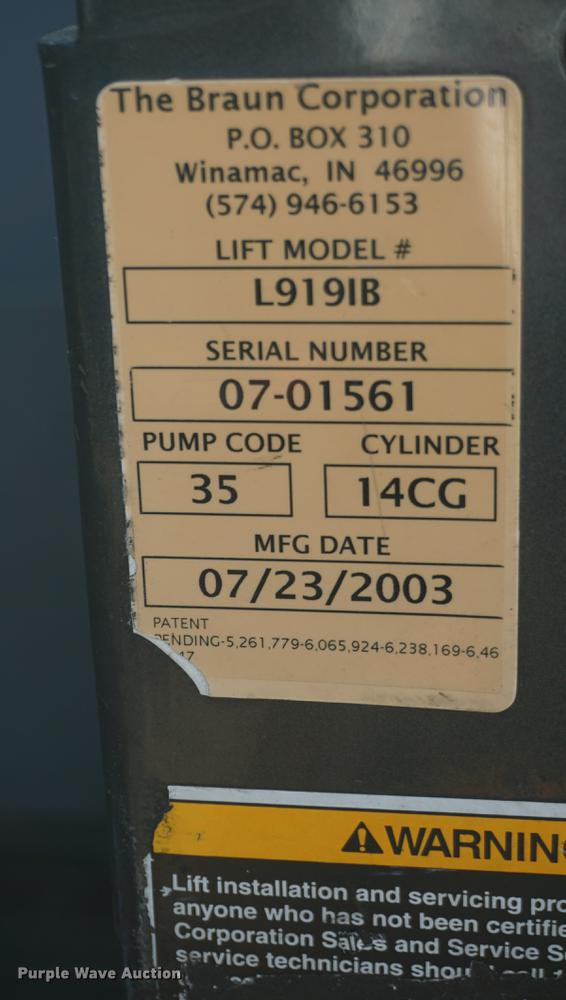 The Braun Corporation
P.O. BOX 310
Winamac, IN 46996
(574) 946-6153
LIFT MODEL #
L919IB
SERIAL NUMBER
07-01561
PUMP CODE CYLINDER
35 14CG
MFG DATE
07/23/2003
PATENT
PENDING-5,261,779-6,065,924-6,238,169-6,46
47
WARNIN
Lift installation and servicing pro
anyone who has not been certifie
Corporation Sales and Service S
service technicians shou
Purple Wave Auction